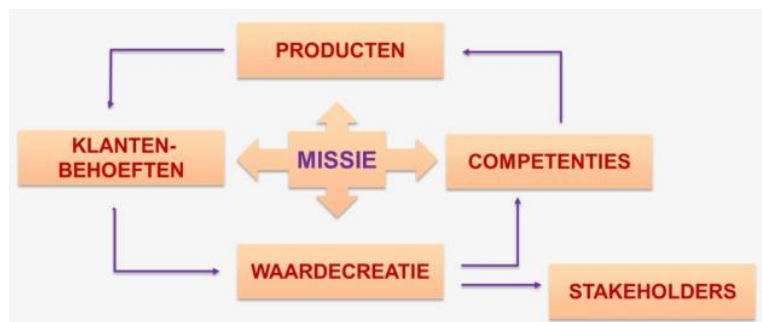 PRODUCTEN
KLANTEN-
BEHOEFTEN
MISSIE
COMPETENTIES
WAARDECREATIE
STAKEHOLDERS